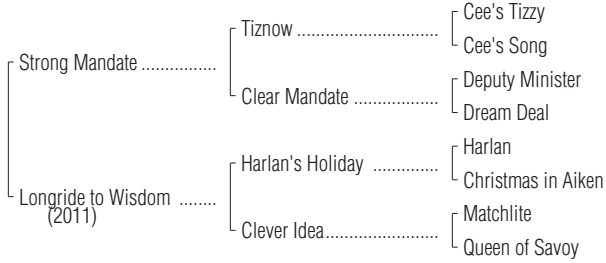 Cee's Tizzy
Tiznow ..............................
Cee's Song
Strong Mandate ................
Deputy Minister
Clear Mandate ..................
Dream Deal
Harlan
Harlan's Holiday ..............
Christmas in Aiken
Longride to Wisdom ........
(2011)
Matchlite
Clever Idea........................
Queen of Savoy